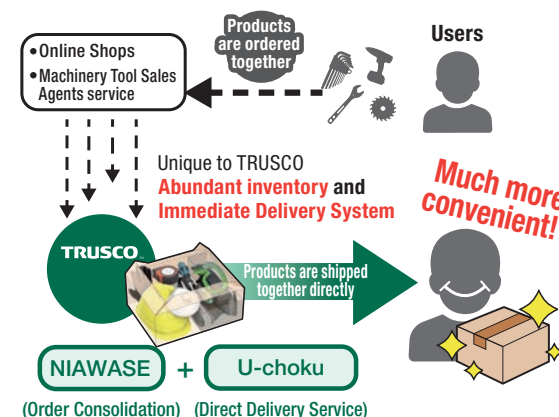 Products
are ordered
together
Users
•Online Shops
•Machinery Tool Sales
Agents service
Unique to TRUSCO
Abundant inventory and
Immediate Delivery System
Much more
convenient!
TRUSCO
Products are shipped
together directly
NIAWASE + U-choku
(Order Consolidation) (Direct Delivery Service)